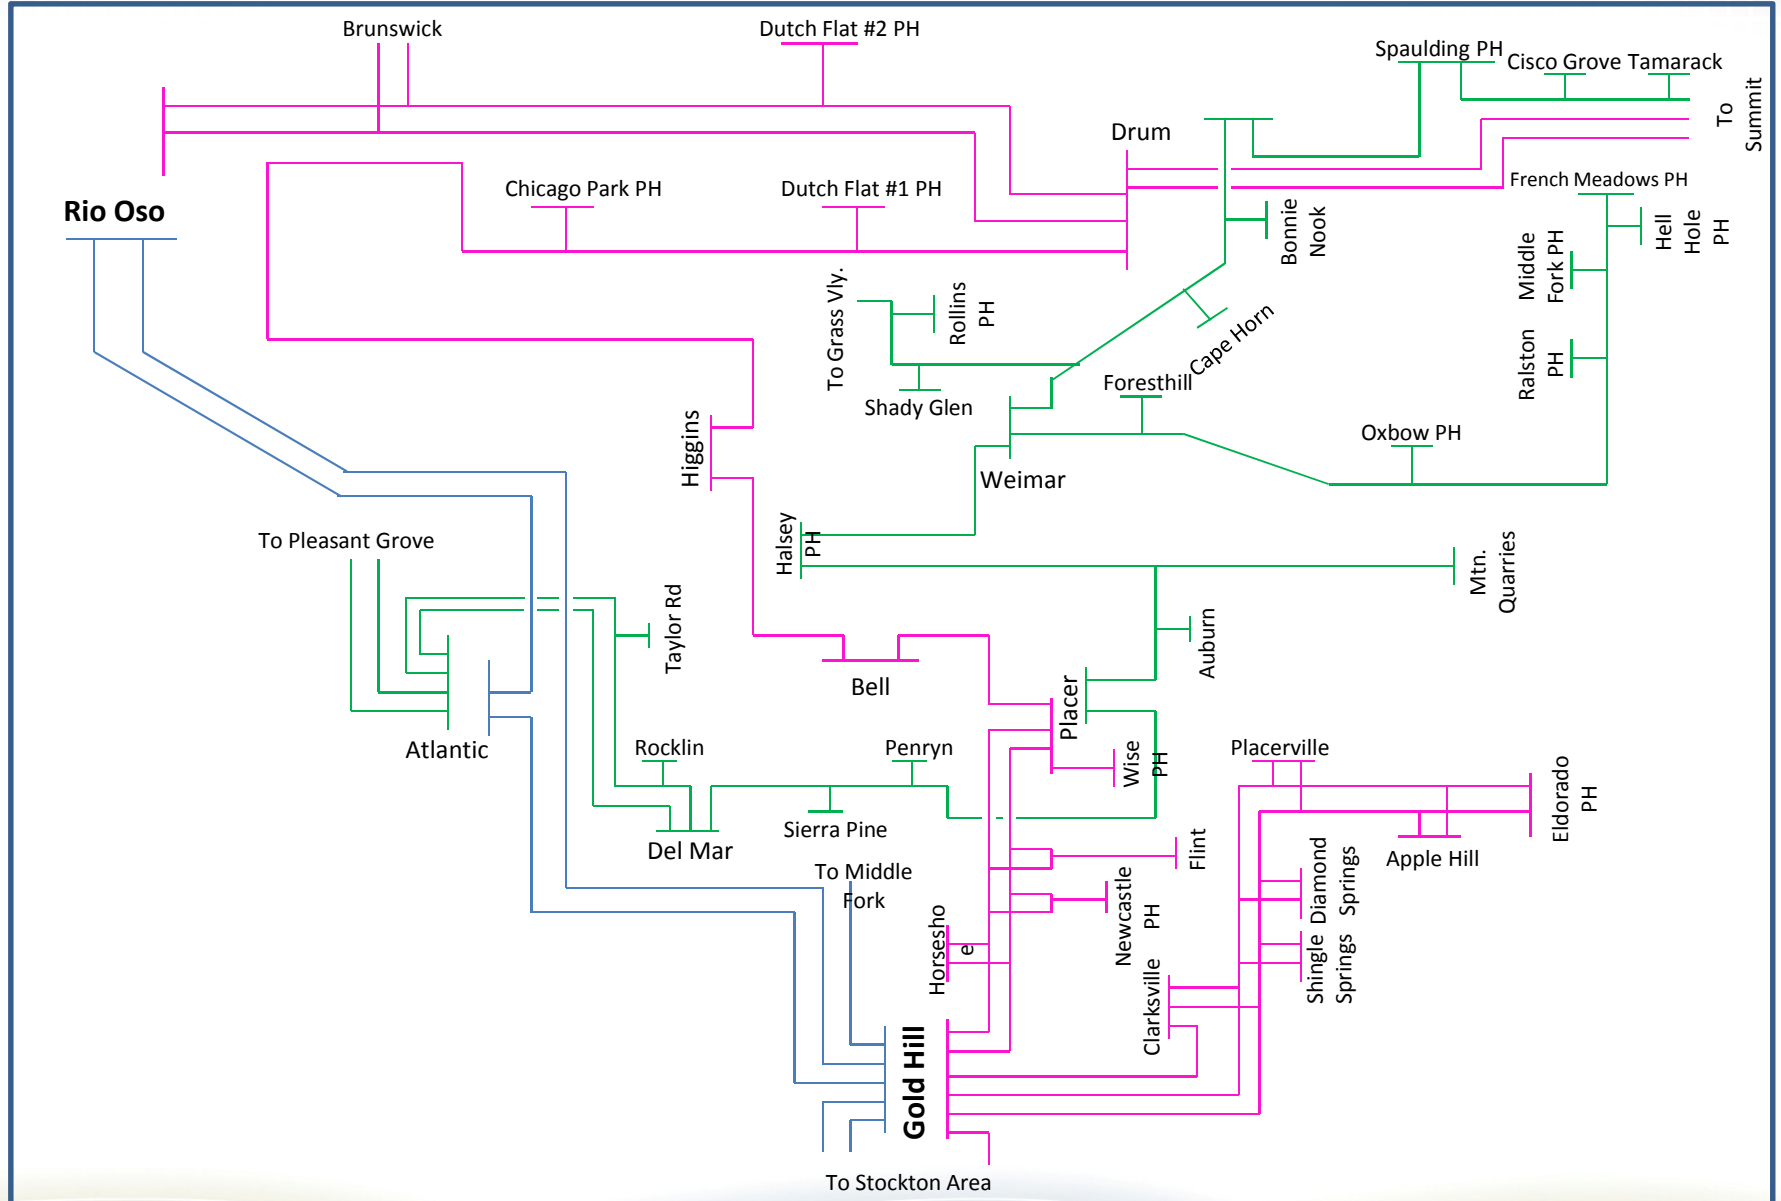 Brunswick
Dutch Flat #2 PH
Spaulding PH
Cisco Grove
Tamarack
To
Summit
Drum
Rio Oso
Chicago Park PH
Dutch Flat #1 PH
French Meadows PH
Bonnie
Nook
Hell
Hole
PH
Middle
Fork PH
To Grass Vly.
Rollins
PH
Cape Horn
Ralston
PH
Shady Glen
Foresthill
Higgins
Oxbow PH
Weimar
Halsey
PH
To Pleasant Grove
Mtn.
Quarries
Taylor Rd
Auburn
Bell
Placer
Atlantic
Rocklin
Penryn
Wise
PH
Placerville
Eldorado
PH
Sierra Pine
Del Mar
Flint
Apple Hill
To Middle
Fork
Diamond
Springs
Newcastle
PH
Horsesho
e
Shingle
Springs
Clarksville
Gold Hill
To Stockton Area